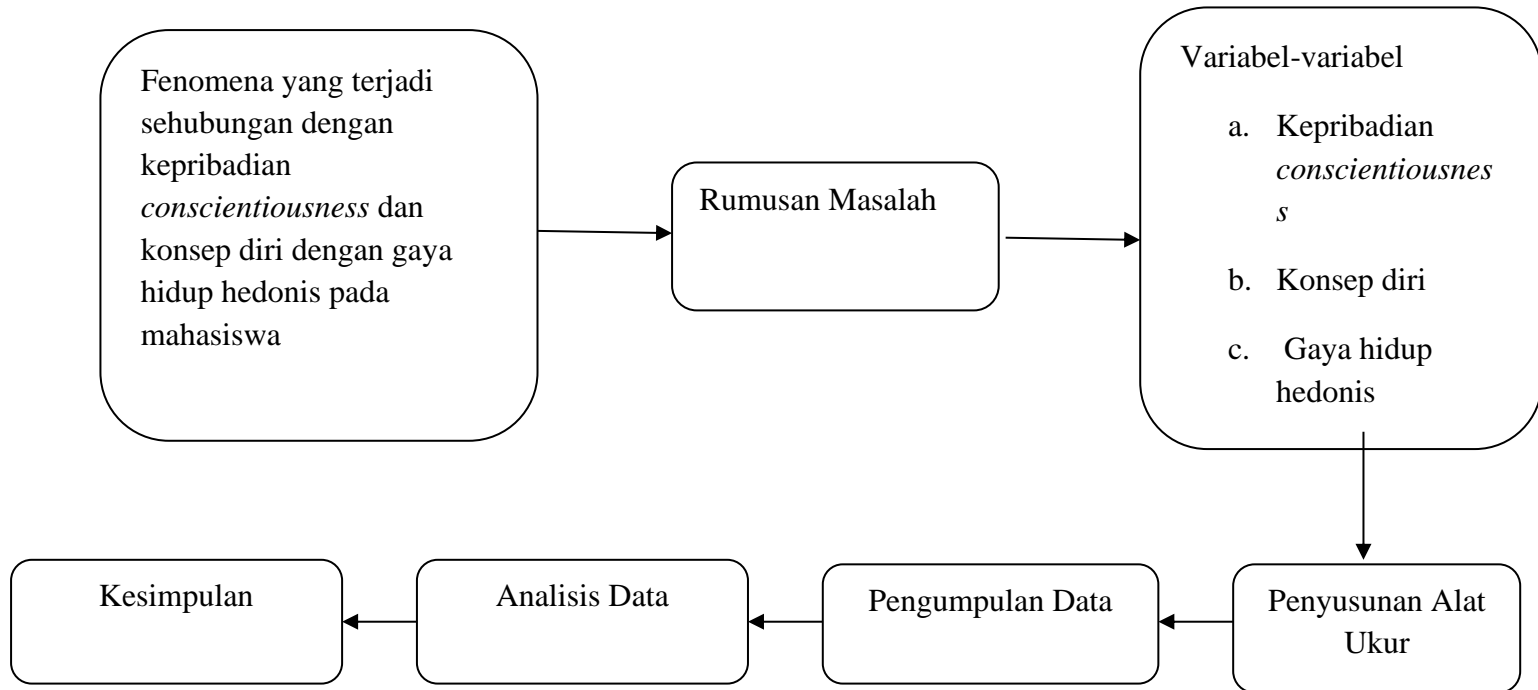 Fenomena yang terjadi
sehubungan dengan
kepribadian
conscientiousness dan
konsep diri dengan gaya
hidup hedonis pada
mahasiswa
Rumusan Masalah
Variabel-variabel
a. Kepribadian
conscientiousnes
s
b. Konsep diri
c. Gaya hidup
hedonis
Penyusunan Alat
Ukur
Pengumpulan Data
Analisis Data
Kesimpulan